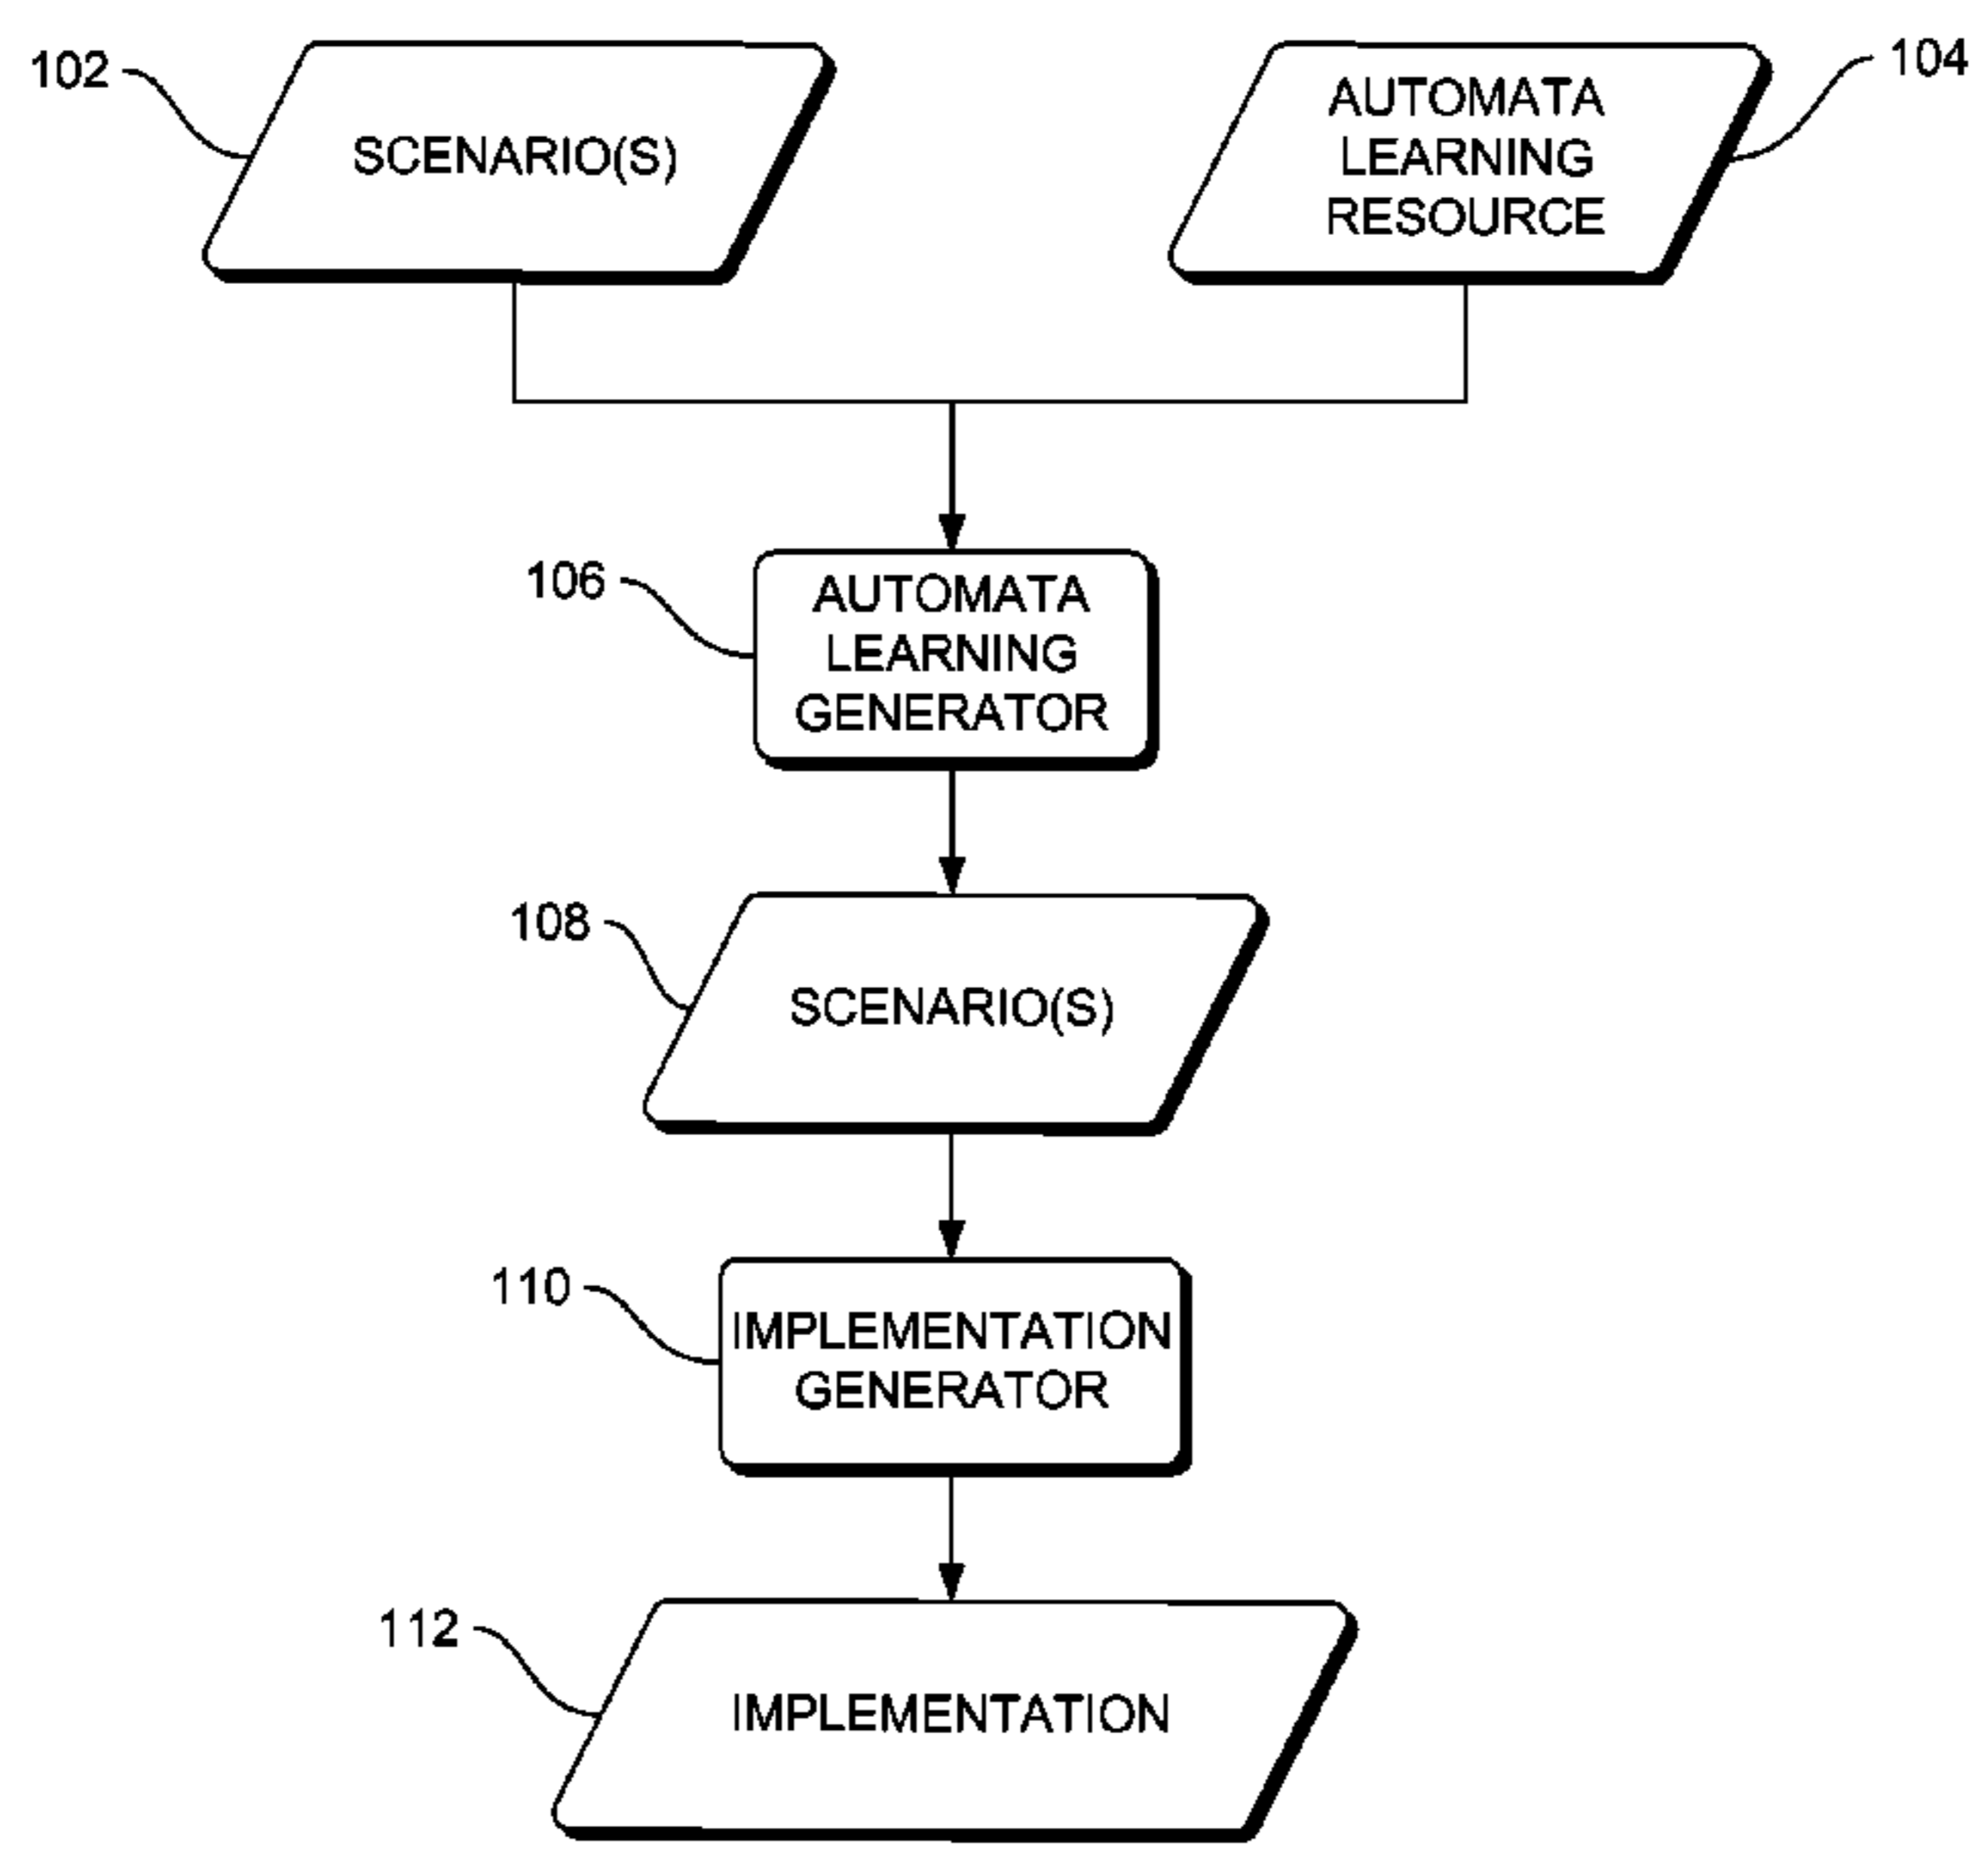 102
SCENARIO(S)
104
AUTOMATA
LEARNING
RESOURCE
106
AUTOMATA
LEARNING
GENERATOR
108
SCENARIO(S)
110
IMPLEMENTATION
GENERATOR
112
IMPLEMENTATION